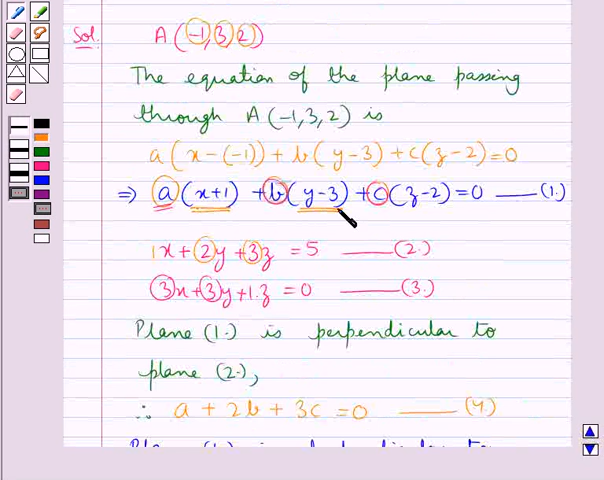 Sol.
A(-1,3,2)
The equation of the plane passing
through A(-1,3,2) is
a(x-(-1))+b(y-3)+c(z-2)=0
⇒ a(x+1)+b(y-3)+c(z-2)=0 —(1.)
1x+2y+3z=5 —(2.)
3x+3y+1.z=0 —(3.)
Plane (1.) is perpendicular to
plane (2.),
∴ a+2b+3c=0 —(4.)